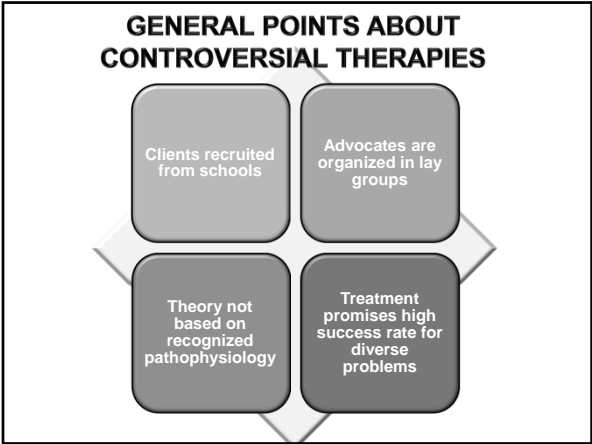 GENERAL POINTS ABOUT
CONTROVERSIAL THERAPIES
Clients recruited
from schools
Advocates are
organized in lay
groups
Theory not
based on
recognized
pathophysiology
Treatment
promises high
success rate for
diverse
problems